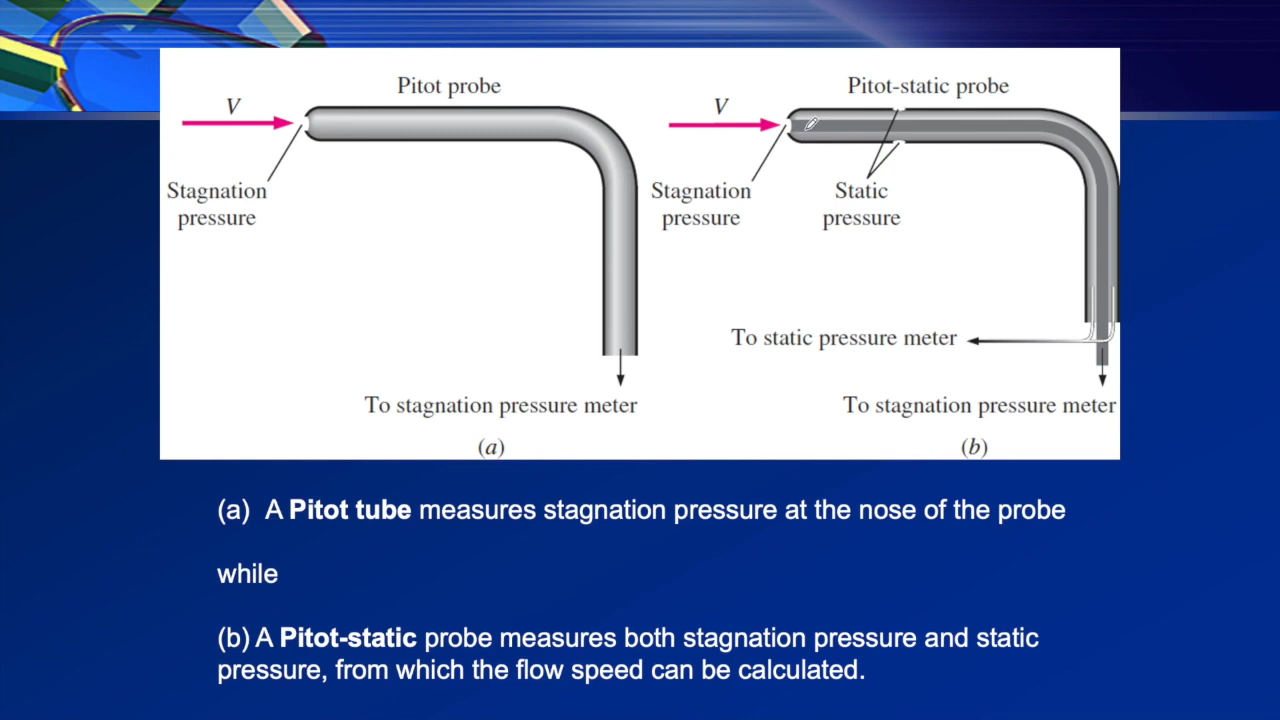 Pitot probe
V
Stagnation
pressure
To stagnation pressure meter
(a)
Pitot-static probe
V
Stagnation
pressure
Static
pressure
To static pressure meter
To stagnation pressure meter
(b)
(a) A Pitot tube measures stagnation pressure at the nose of the probe
while
(b) A Pitot-static probe measures both stagnation pressure and static
pressure, from which the flow speed can be calculated.